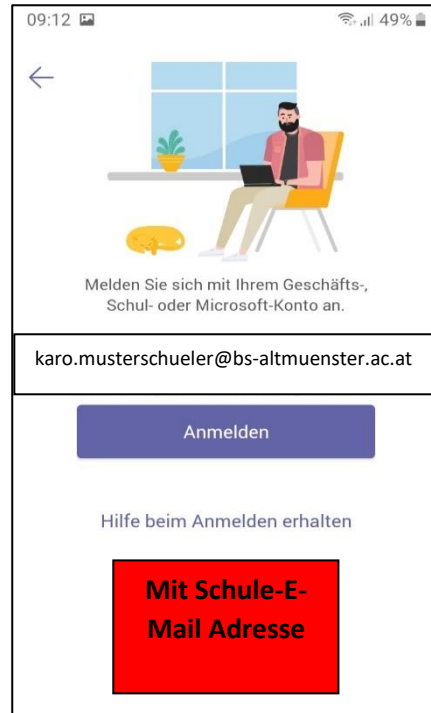 09:12 49%
Melden Sie sich mit Ihrem Geschäfts-,
Schul- oder Microsoft-Konto an.
karo.musterschueler@bs-altmuenster.ac.at
Anmelden
Hilfe beim Anmelden erhalten
Mit Schule-E-
Mail Adresse